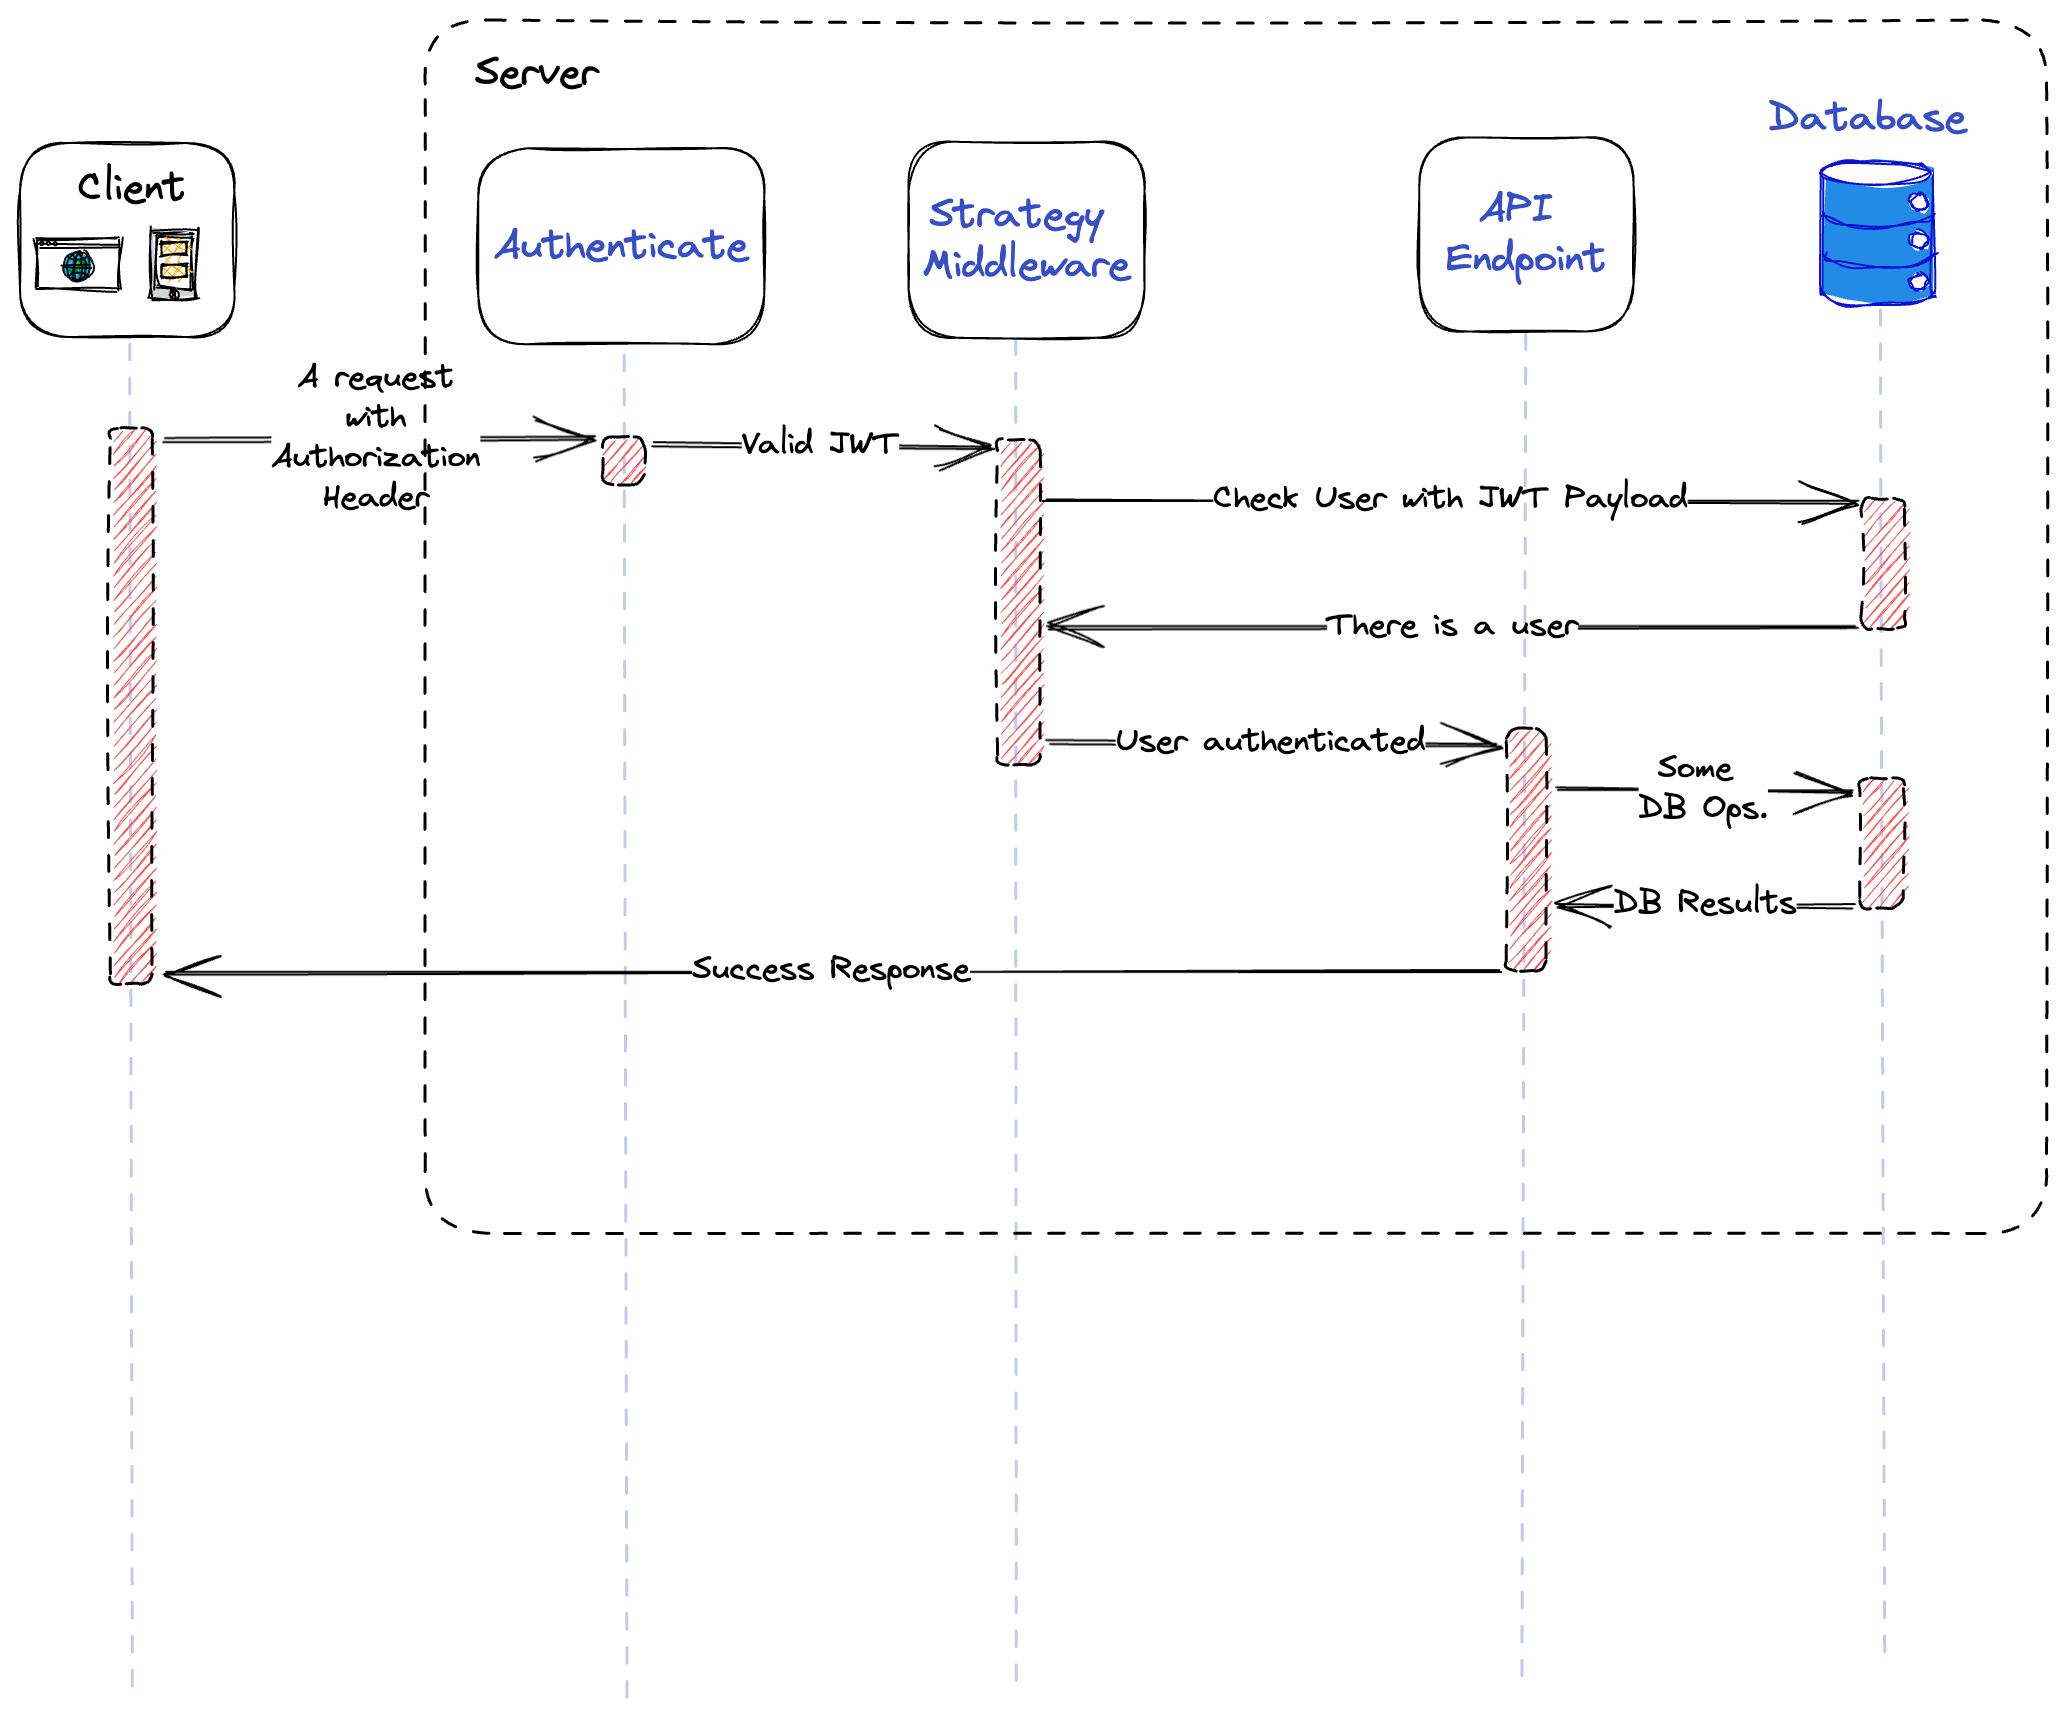 Server
Database
Client
Authenticate
Strategy
Middleware
API
Endpoint
A request
with
Authorization
Header
Valid JWT
Check User with JWT Payload
There is a user
User authenticated
Some
DB Ops.
DB Results
Success Response